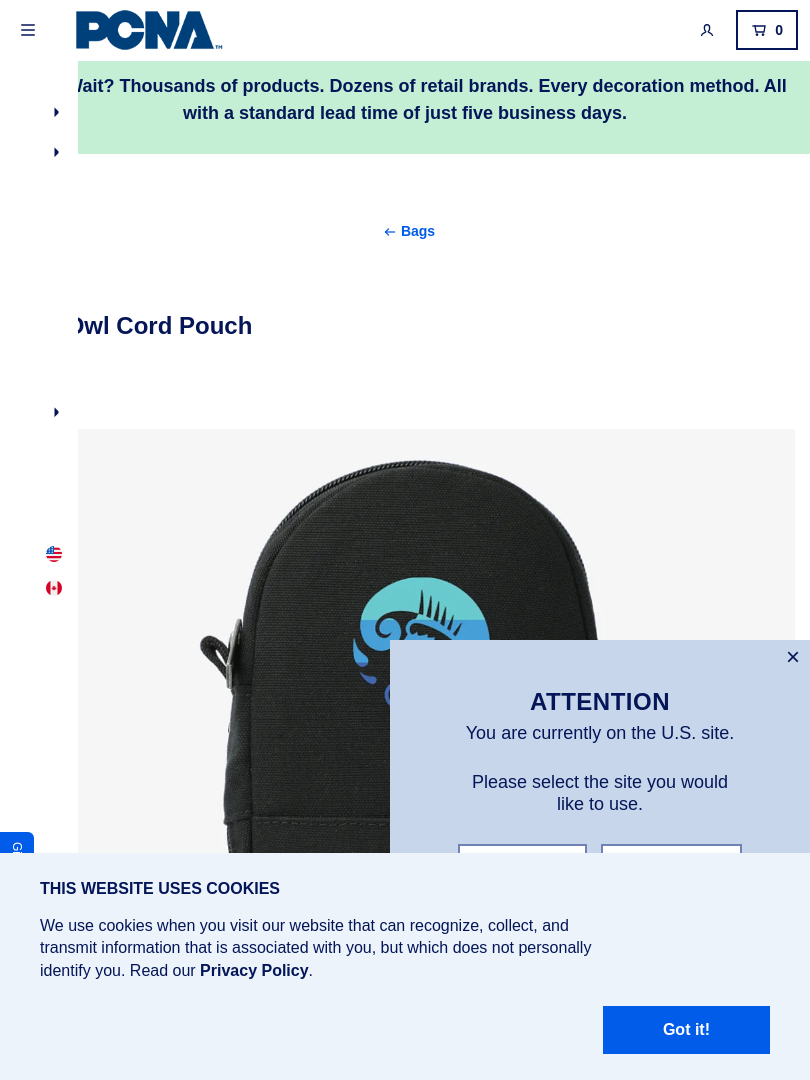 PCNA™
0
Wait? Thousands of products. Dozens of retail brands. Every decoration method. All
with a standard lead time of just five business days.
← Bags
Owl Cord Pouch
ATTENTION
You are currently on the U.S. site.
Please select the site you would
like to use.
THIS WEBSITE USES COOKIES
We use cookies when you visit our website that can recognize, collect, and
transmit information that is associated with you, but which does not personally
identify you. Read our Privacy Policy.
Got it!